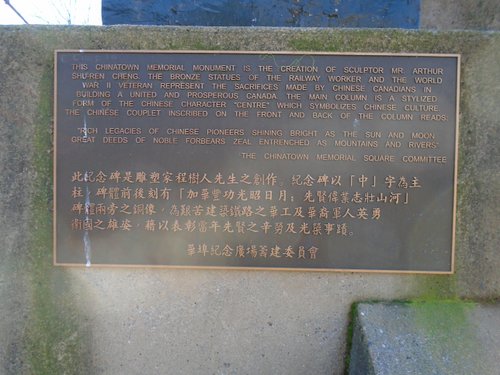 THIS CHINATOWN MEMORIAL MONUMENT IS THE CREATION OF SCULPTOR MR. ARTHUR
SHU-REN CHENG. THE BRONZE STATUES OF THE RAILWAY WORKER AND THE WORLD
WAR II VETERAN REPRESENT THE SACRIFICES MADE BY CHINESE CANADIANS IN
BUILDING A UNITED AND PROSPEROUS CANADA. THE MAIN COLUMN IS A STYLIZED
FORM OF THE CHINESE CHARACTER "CENTRE" WHICH SYMBOLIZES CHINESE CULTURE.
THE CHINESE COUPLET INSCRIBED ON THE FRONT AND BACK OF THE COLUMN READS:
"RICH LEGACIES OF CHINESE PIONEERS SHINING BRIGHT AS THE SUN AND MOON,
GREAT DEEDS OF NOBLE FORBEARS ZEAL ENTRENCHED AS MOUNTAINS AND RIVERS"
THE CHINATOWN MEMORIAL SQUARE COMMITTEE
此紀念碑是雕塑家程樹人先生之創作。紀念碑以「中」字為主
柱，碑體前後刻有「加華豐功光昭日月；先賢偉業志壯山河」
碑體兩旁之銅像，為艱苦建築鐵路之華工及華裔軍人英勇
衛國之雄姿，藉以表彰當年先賢之辛勞及光榮事蹟。
華埠紀念廣場籌建委員會